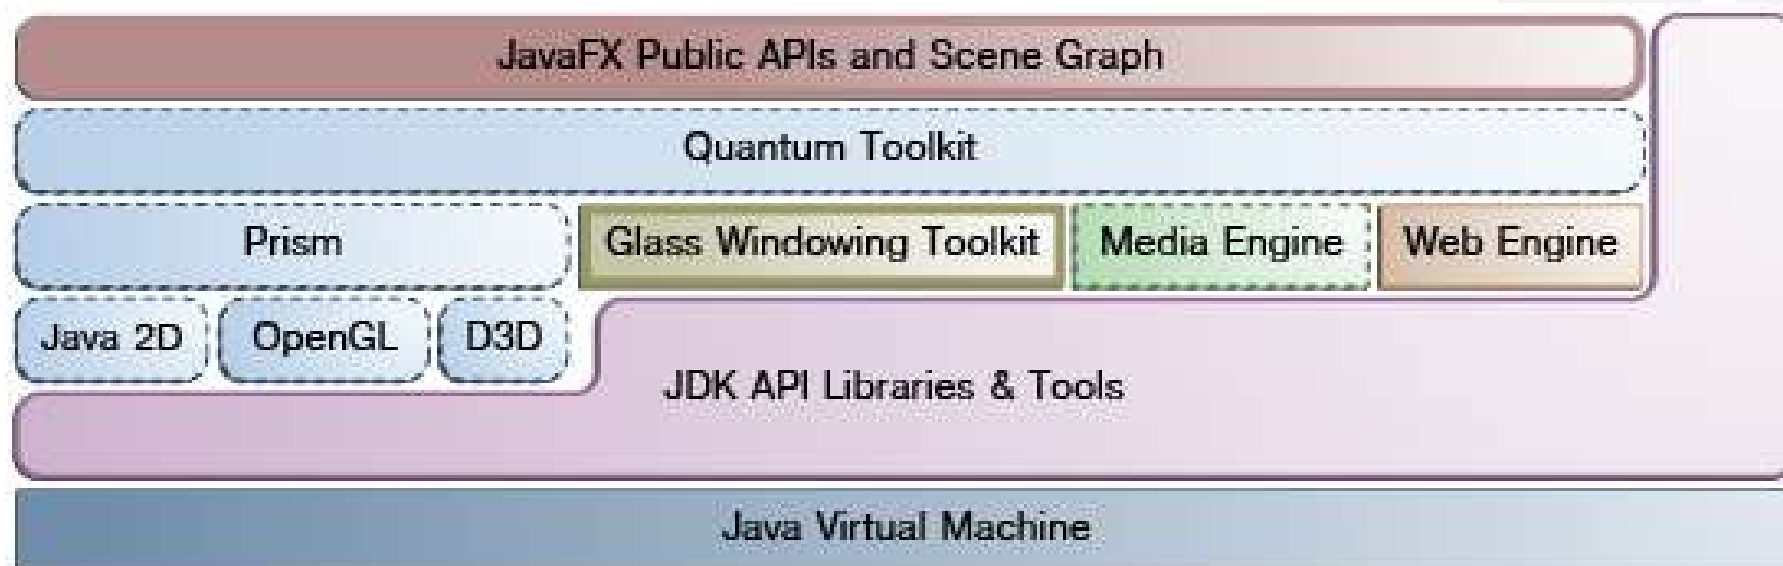 JavaFX Public APIs and Scene Graph
Quantum Toolkit
Prism
Glass Windowing Toolkit
Media Engine
Web Engine
Java 2D
OpenGL
D3D
JDK API Libraries & Tools
Java Virtual Machine